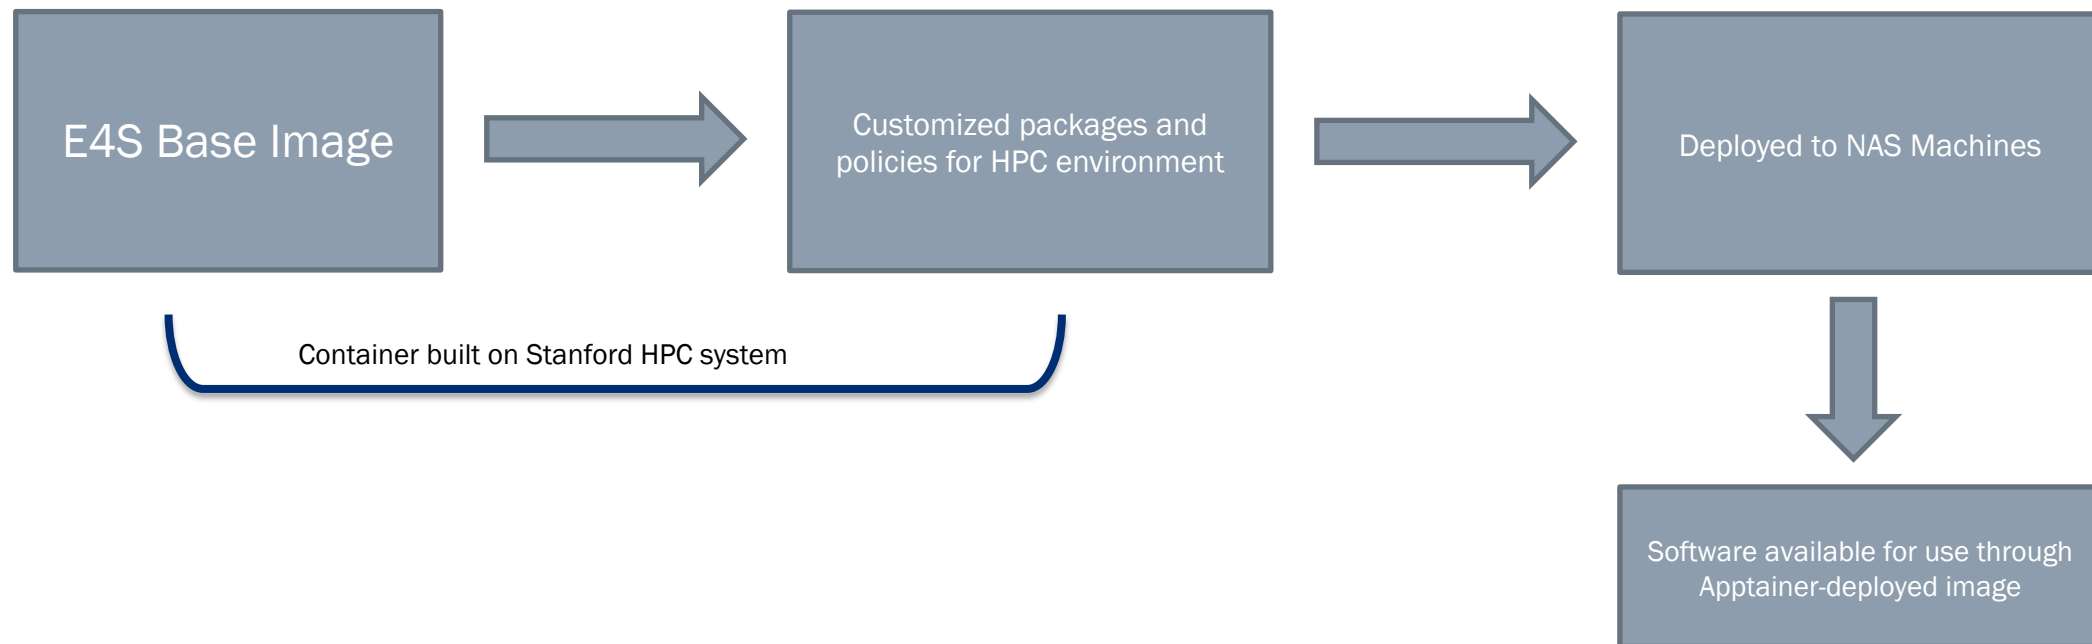 E4S Base Image
Customized packages and
policies for HPC environment
Deployed to NAS Machines
Container built on Stanford HPC system
Software available for use through
Apptainer-deployed image